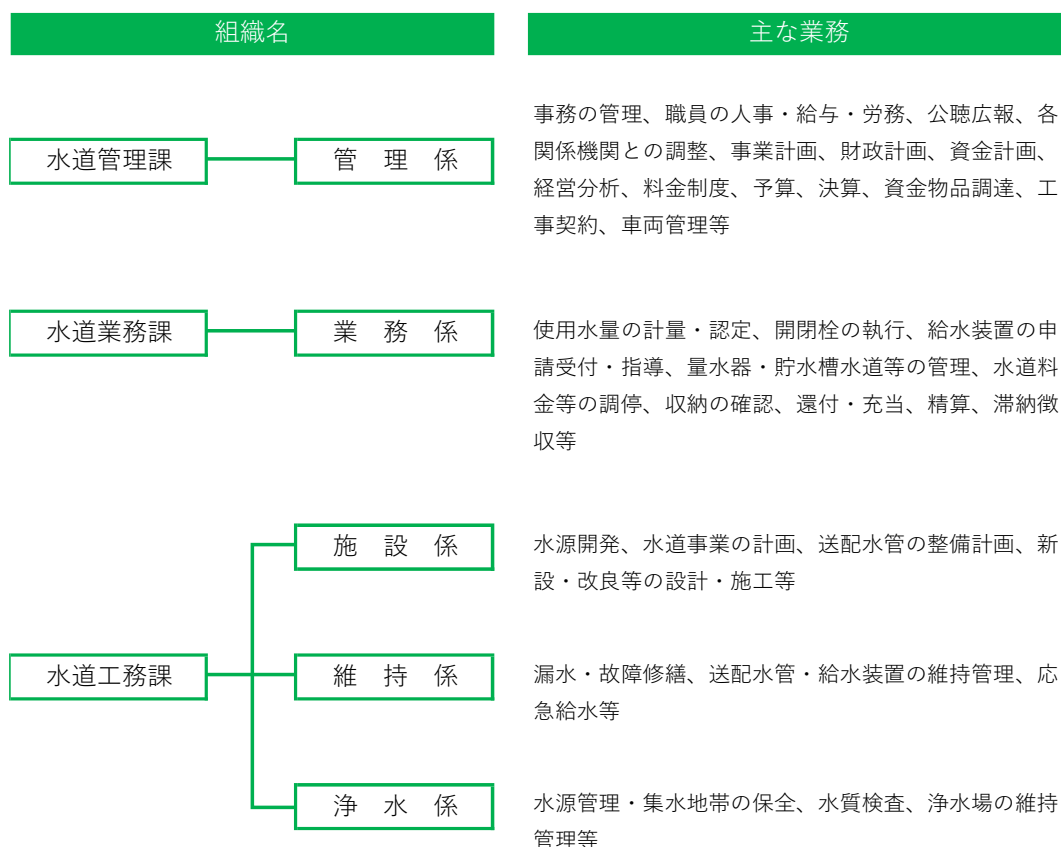 組織名
主な業務
水道管理課
管理係
事務の管理、職員の人事・給与・労務、公聴広報、各
関係機関との調整、事業計画、財政計画、資金計画、
経営分析、料金制度、予算、決算、資金物品調達、工
事契約、車両管理等
水道業務課
業務係
使用水量の計量・認定、開閉栓の執行、給水装置の申
請受付・指導、量水器・貯水槽水道等の管理、水道料
金等の調停、収納の確認、還付・充当、精算、滞納徴
収等
施設係
水源開発、水道事業の計画、送配水管の整備計画、新
設・改良等の設計・施工等
水道工務課
維持係
漏水・故障修繕、送配水管・給水装置の維持管理、応
急給水等
浄水係
水源管理・集水地帯の保全、水質検査、浄水場の維持
管理等